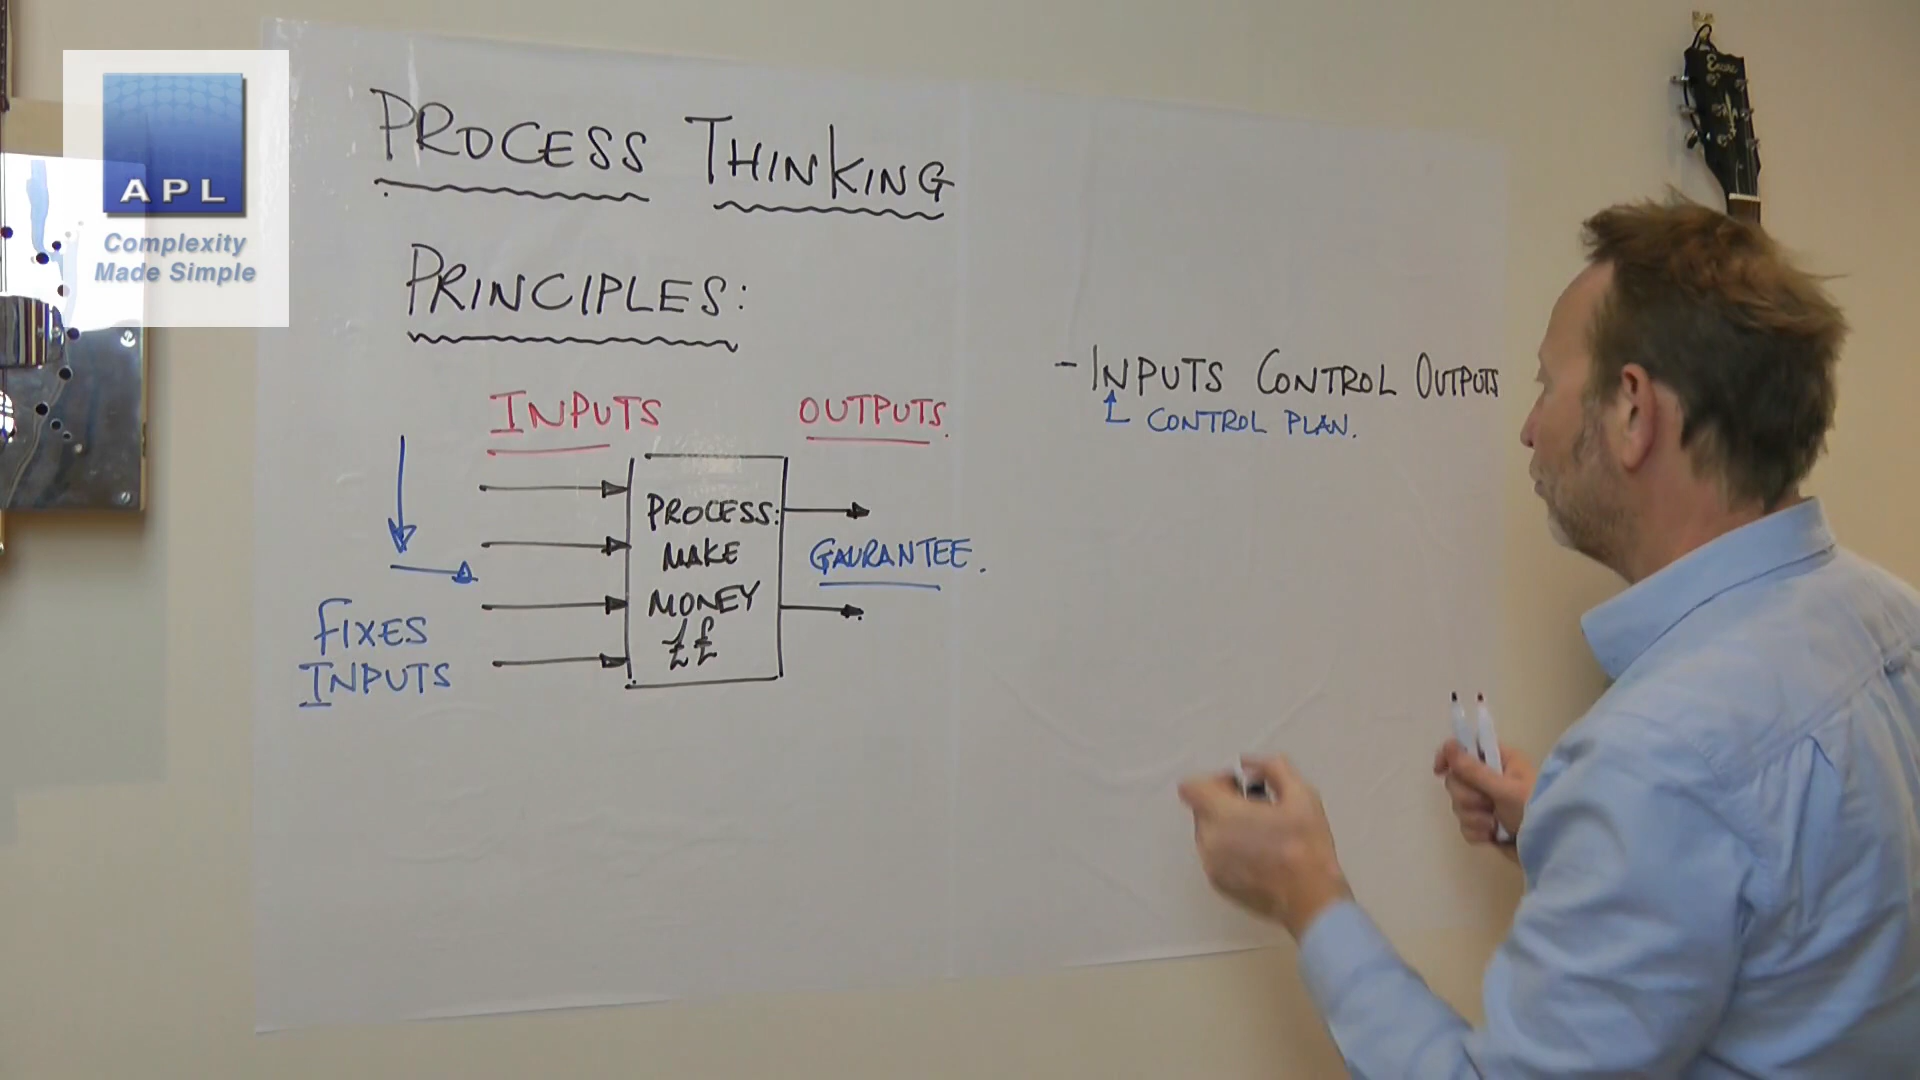 APL
Complexity
Made Simple
PROCESS THINKING
PRINCIPLES:
INPUTS
OUTPUTS.
PROCESS:
MAKE
MONEY
££
GAURANTEE.
FIXES
INPUTS
- INPUTS CONTROL OUTPUTS
CONTROL PLAN.